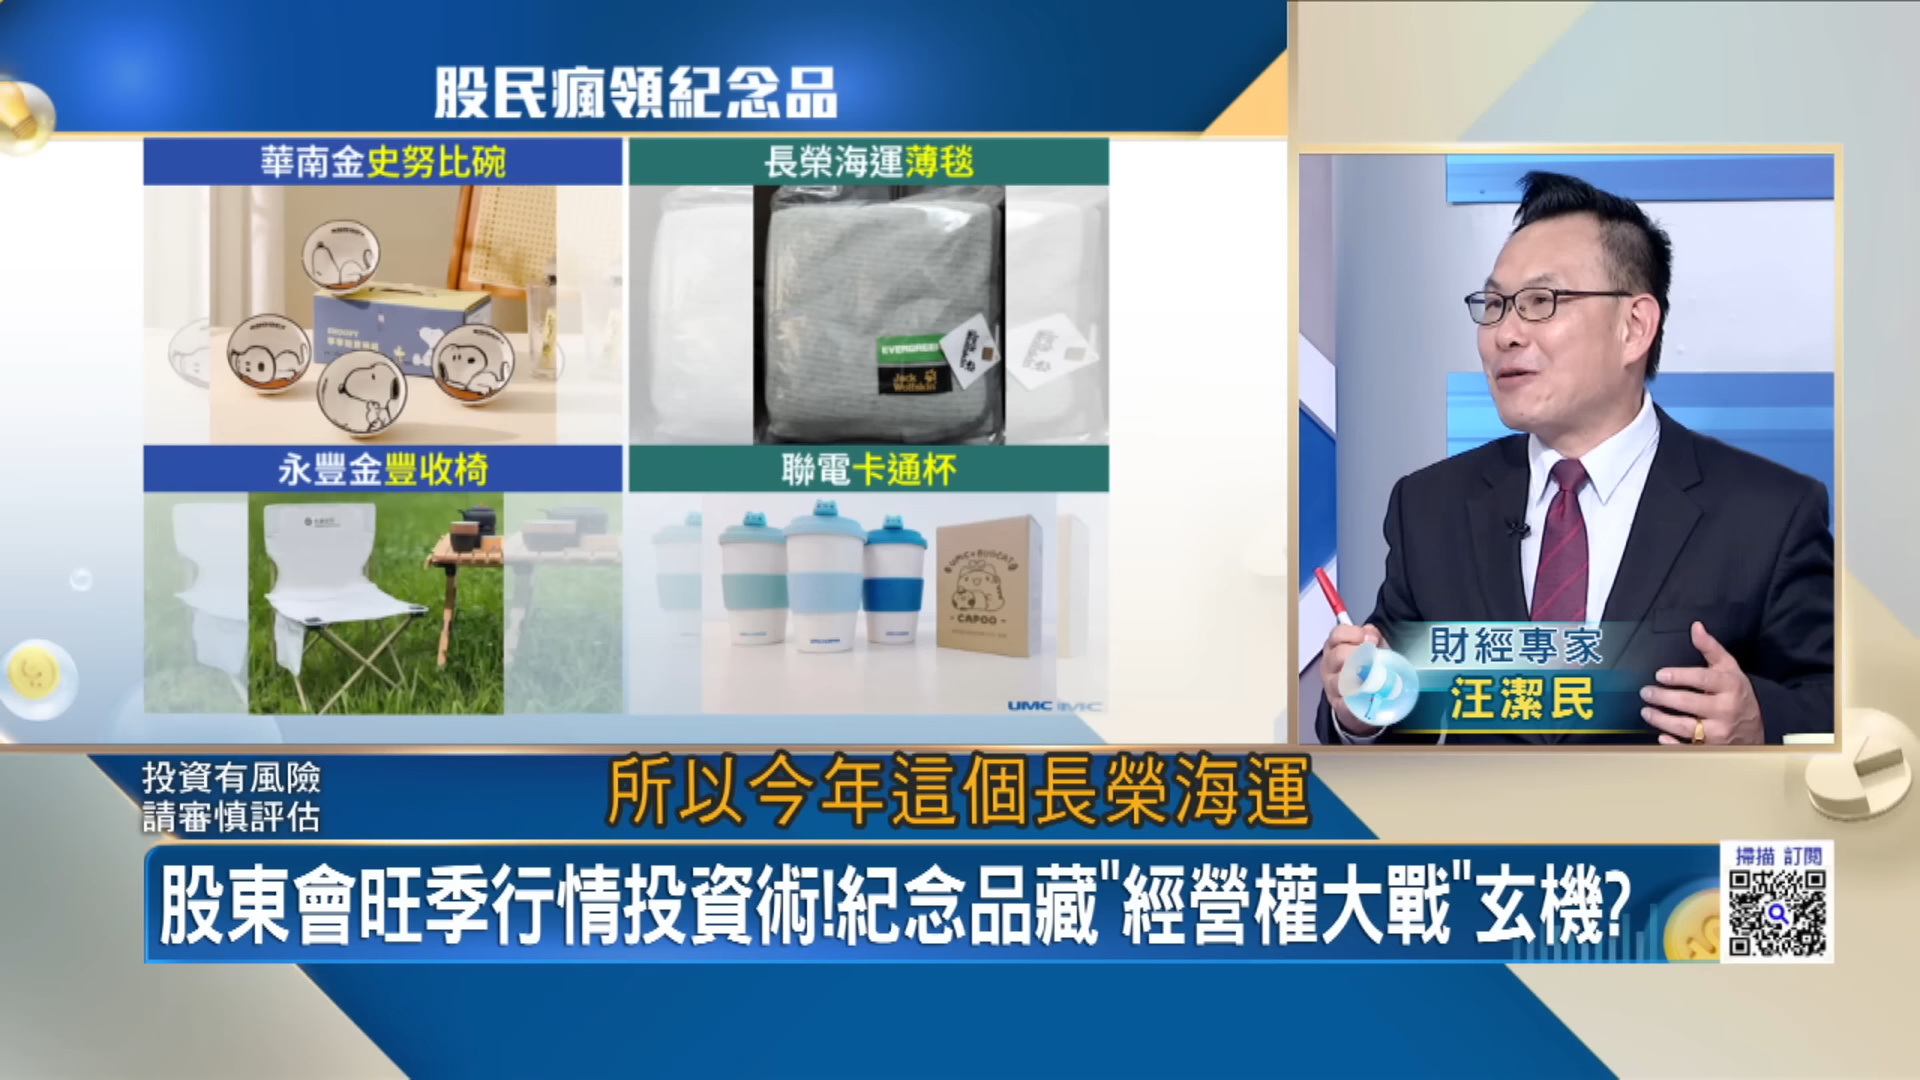 股民瘋領紀念品
華南金史努比碗
長榮海運薄毯
EVERGREEN
Jack Wolfskin
永豐金豐收椅
聯電卡通杯
UMC × BUGCAT
- CAPOO -
UMC
財經專家
汪潔民
投資有風險
請審慎評估
所以今年這個長榮海運
股東會旺季行情投資術!紀念品藏"經營權大戰"玄機?
掃描 訂閱